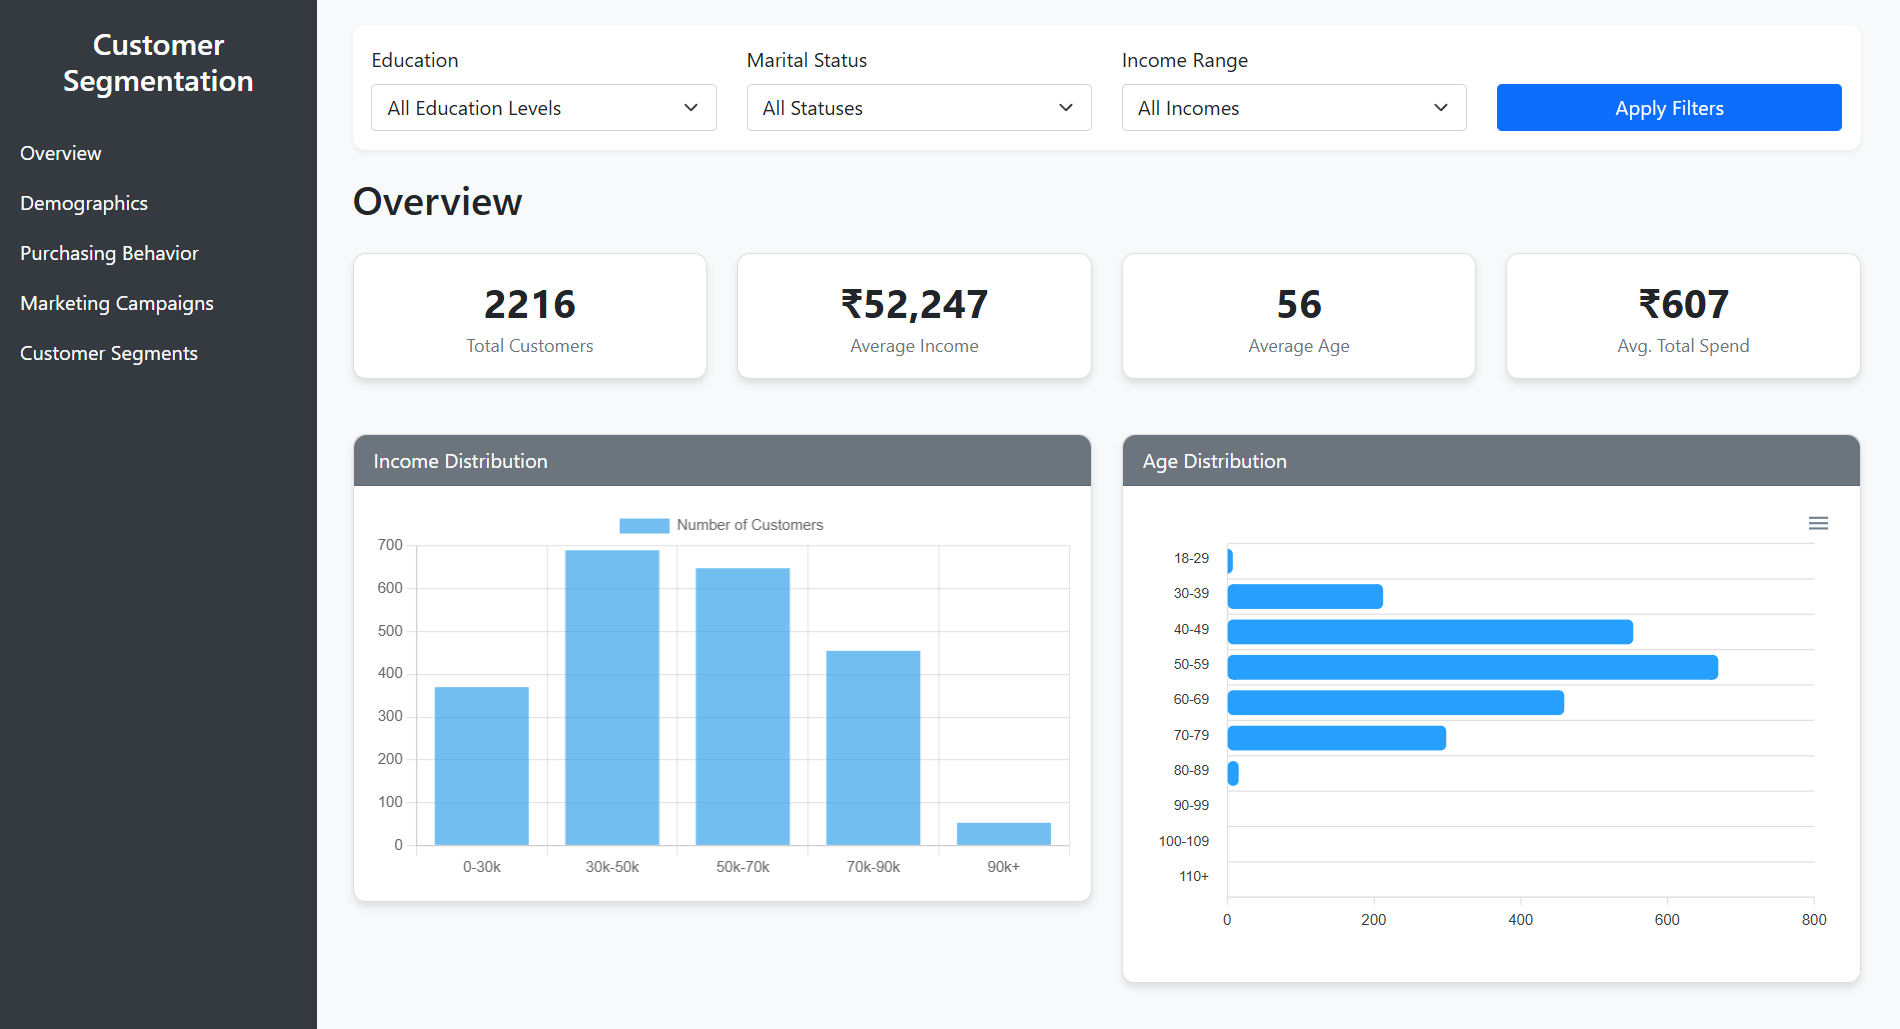 Customer
Segmentation
Overview
Demographics
Purchasing Behavior
Marketing Campaigns
Customer Segments
Education
All Education Levels
Marital Status
All Statuses
Income Range
All Incomes
Apply Filters
Overview
2216
Total Customers
₹52,247
Average Income
56
Average Age
₹607
Avg. Total Spend
Income Distribution
Number of Customers
700
600
500
400
300
200
100
0
0-30k 30k-50k 50k-70k 70k-90k 90k+
Age Distribution
18-29
30-39
40-49
50-59
60-69
70-79
80-89
90-99
100-109
110+
0 200 400 600 800